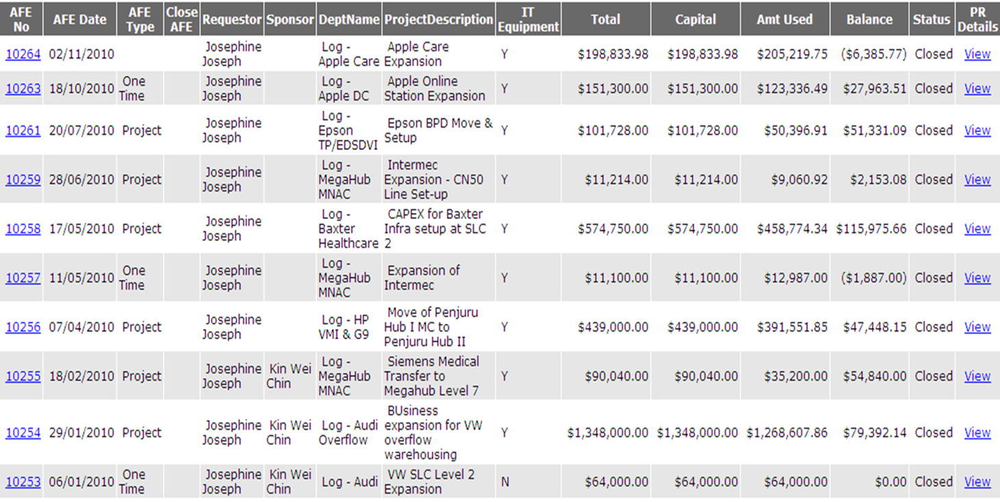 AFE No AFE Date AFE Type Close AFE Requestor Sponsor DeptName ProjectDescription IT Equipment Total Capital Amt Used Balance Status PR Details
10264 02/11/2010 Josephine Joseph Log - Apple Care Apple Care Expansion Y $198,833.98 $198,833.98 $205,219.75 ($6,385.77) Closed View
10263 18/10/2010 One Time Josephine Joseph Log - Apple DC Apple Online Station Expansion Y $151,300.00 $151,300.00 $123,336.49 $27,963.51 Closed View
10261 20/07/2010 Project Josephine Joseph Log - Epson TP/EDSDVI Epson BPD Move & Setup Y $101,728.00 $101,728.00 $50,396.91 $51,331.09 Closed View
10259 28/06/2010 Project Josephine Joseph Log - MegaHub MNAC Intermec Expansion - CN50 Line Set-up Y $11,214.00 $11,214.00 $9,060.92 $2,153.08 Closed View
10258 17/05/2010 Project Josephine Joseph Log - Baxter Healthcare CAPEX for Baxter Infra setup at SLC 2 Y $574,750.00 $574,750.00 $458,774.34 $115,975.66 Closed View
10257 11/05/2010 One Time Josephine Joseph Log - MegaHub MNAC Expansion of Intermec Y $11,100.00 $11,100.00 $12,987.00 ($1,887.00) Closed View
10256 07/04/2010 Project Josephine Joseph Log - HP VMI & G9 Move of Penjuru Hub I MC to Penjuru Hub II Y $439,000.00 $439,000.00 $391,551.85 $47,448.15 Closed View
10255 18/02/2010 Project Josephine Joseph Kin Wei Chin Log - MegaHub MNAC Siemens Medical Transfer to Megahub Level 7 Y $90,040.00 $90,040.00 $35,200.00 $54,840.00 Closed View
10254 29/01/2010 Project Josephine Joseph Kin Wei Chin Log - Audi Overflow BUsiness expansion for VW overflow warehousing Y $1,348,000.00 $1,348,000.00 $1,268,607.86 $79,392.14 Closed View
10253 06/01/2010 One Time Josephine Joseph Kin Wei Chin Log - Audi VW SLC Level 2 Expansion N $64,000.00 $64,000.00 $64,000.00 $0.00 Closed View